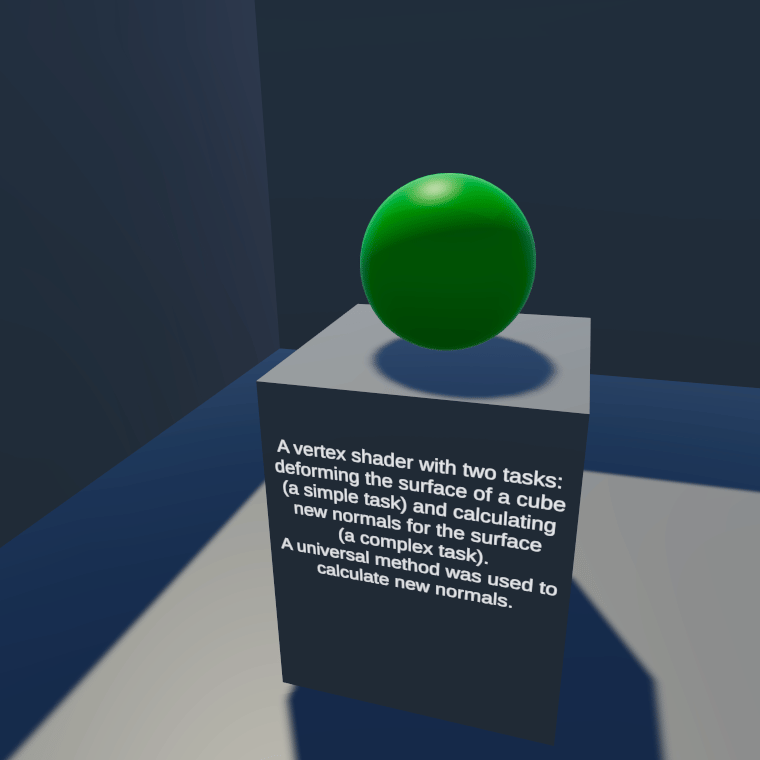 A vertex shader with two tasks:
deforming the surface of a cube
(a simple task) and calculating
new normals for the surface
(a complex task).
A universal method was used to
calculate new normals.